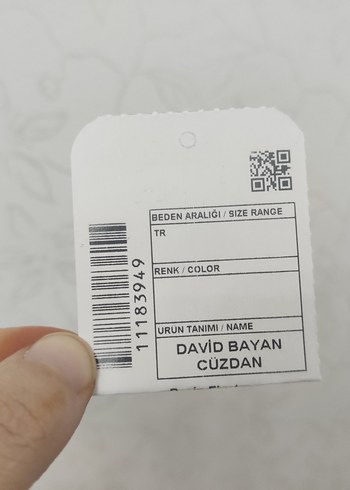 BEDEN ARALIĞI / SIZE RANGE
TR
RENK / COLOR
ÜRÜN TANIMI / NAME
DAVİD BAYAN
CÜZDAN
11183949